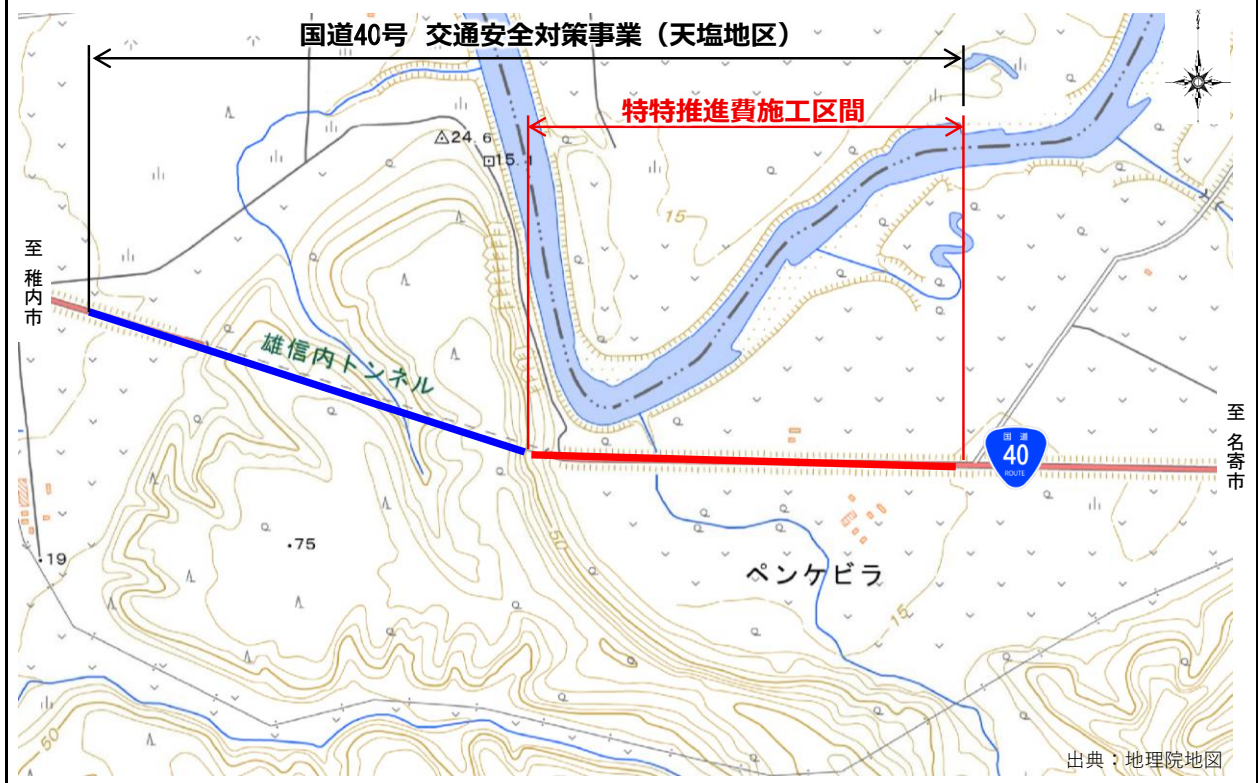 国道40号 交通安全対策事業（天塩地区）
特特推進費施工区間
24.6
15.1
15
至 稚内市
雄信内トンネル
至 名寄市
国道
40
ROUTE
50
75
19
ペンケビラ
15
50
出典：地理院地図